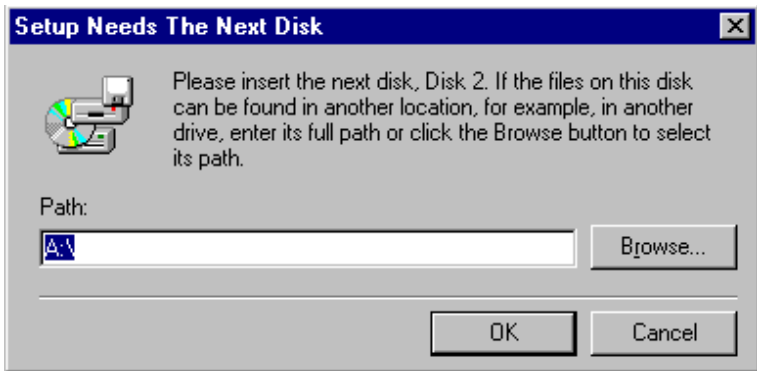 Setup Needs The Next Disk
Please insert the next disk, Disk 2. If the files on this disk
can be found in another location, for example, in another
drive, enter its full path or click the Browse button to select
its path.
Path:
A:\
Browse...
OK
Cancel